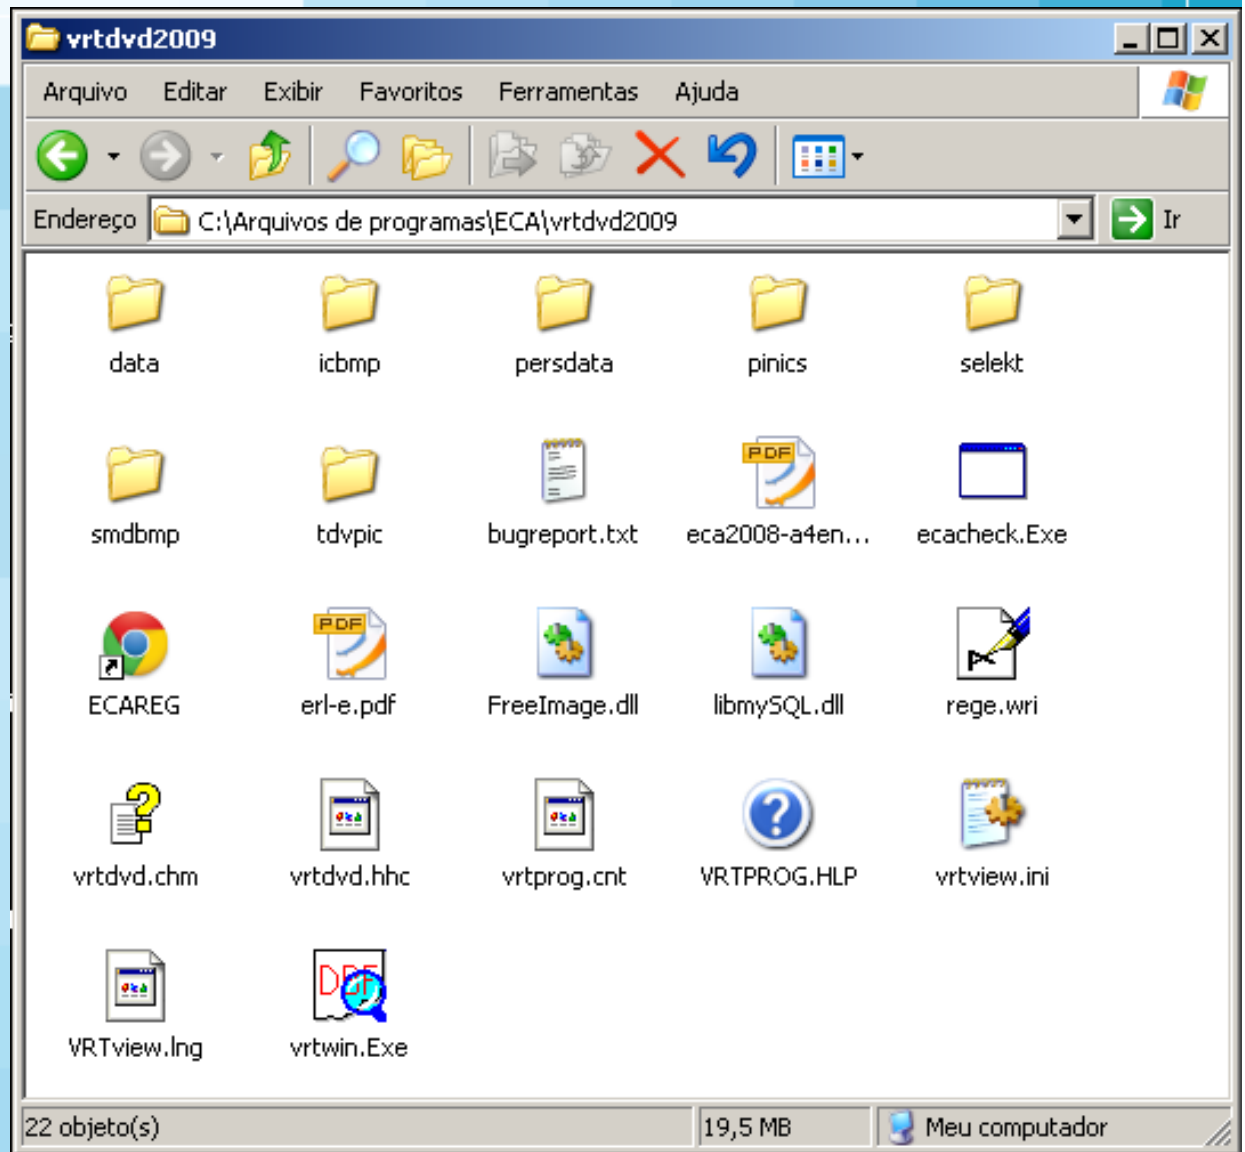 vrtdvd2009
Arquivo Editar Exibir Favoritos Ferramentas Ajuda
Endereço C:\Arquivos de programas\ECA\vrtdvd2009 Ir
data icbmp persdata pinics selekt
PDF
smdbmp tdvpic bugreport.txt eca2008-a4en... ecacheck.Exe
PDF
ECAREG erl-e.pdf FreeImage.dll libmySQL.dll rege.wri
vrtdvd.chm vrtdvd.hhc vrtprog.cnt VRTPROG.HLP vrtview.ini
DBF
VRTview.lng vrtwin.Exe
22 objeto(s) 19,5 MB Meu computador